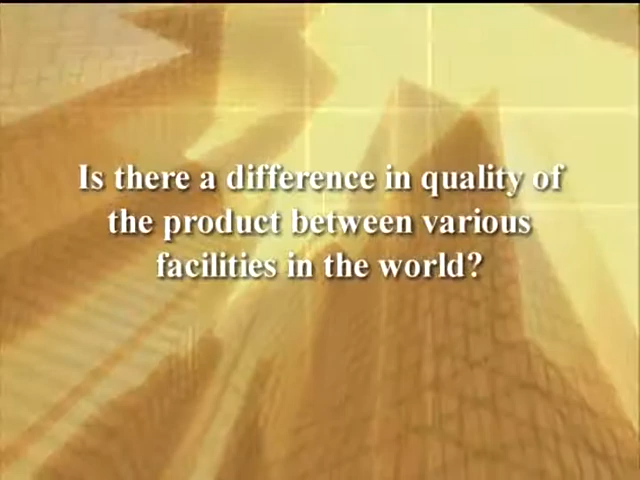 Is there a difference in quality of
the product between various
facilities in the world?